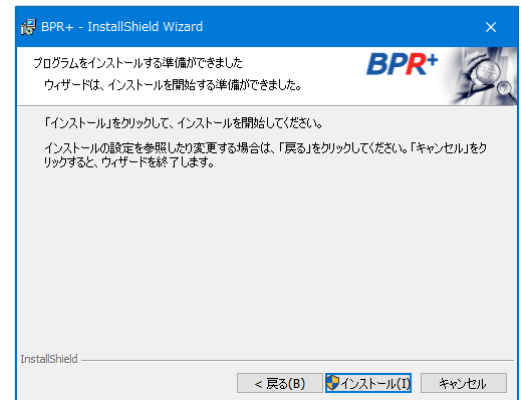 BPR+ - InstallShield Wizard
プログラムをインストールする準備ができました
BPR+
ウィザードは、インストールを開始する準備ができました。
「インストール」をクリックして、インストールを開始してください。
インストールの設定を参照したり変更する場合は、「戻る」をクリックしてください。「キャンセル」をク
リックすると、ウィザードを終了します。
InstallShield
< 戻る(B)
インストール(I)
キャンセル